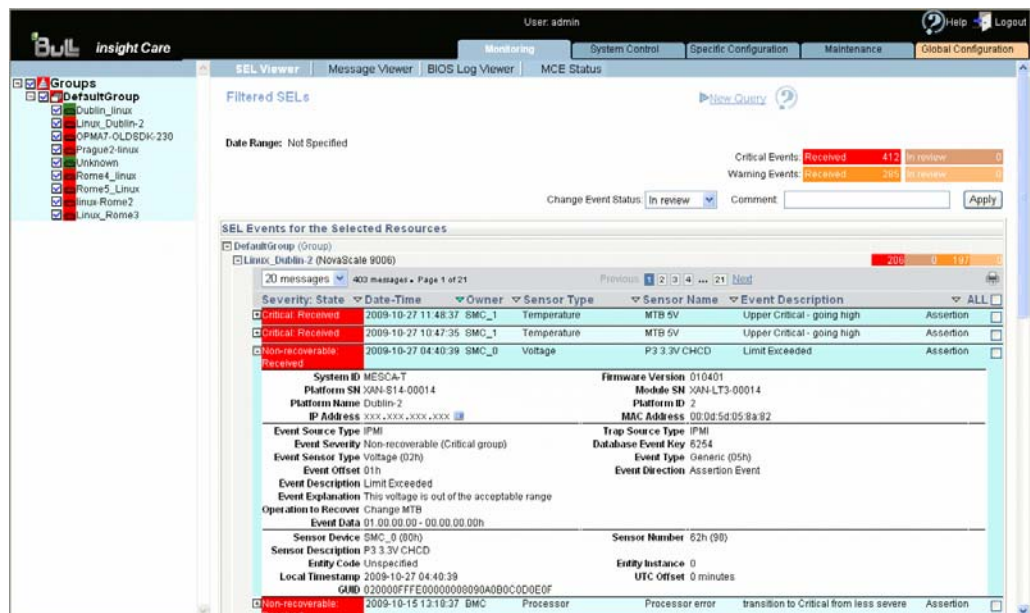 User: admin
Help Logout
Bull insight Care
Monitoring System Control Specific Configuration Maintenance Global Configuration
SEL Viewer Message Viewer BIOS Log Viewer MCE Status
Groups
DefaultGroup
Dublin_linux
Linux_Dublin-2
OPMA7-OLDSDK-230
Prague2-linux
Unknown
Rome4_linux
Rome5_Linux
linux-Rome2
Linux_Rome3
Filtered SELs
New Query
Date Range: Not Specified
Critical Events: Received 412 In review 0
Warning Events: Received 285 In review 0
Change Event Status: In review Comment: Apply
SEL Events for the Selected Resources
DefaultGroup (Group)
Linux_Dublin-2 (NovaScale 9006) 206 0 197
20 messages 403 messages • Page 1 of 21 Previous 1 2 3 4 ... 21 Next
Severity: State Date-Time Owner Sensor Type Sensor Name Event Description ALL
Critical: Received 2009-10-27 11:48:37 SMC_1 Temperature MTB 5V Upper Critical - going high Assertion
Critical: Received 2009-10-27 10:47:35 SMC_1 Temperature MTB 5V Upper Critical - going high Assertion
Non-recoverable: Received 2009-10-27 04:40:39 SMC_0 Voltage P3 3.3V CHCD Limit Exceeded Assertion
System ID MESCA-T Firmware Version 010401
Platform SN XAN-S14-00014 Module SN XAN-LT3-00014
Platform Name Dublin-2 Platform ID 2
IP Address xxx.xxx.xxx.xxx MAC Address 00:0d:5d:05:8a:82
Event Source Type IPMI Trap Source Type IPMI
Event Severity Non-recoverable (Critical group) Database Event Key 6254
Event Sensor Type Voltage (02h) Event Type Generic (05h)
Event Offset 01h Event Direction Assertion Event
Event Description Limit Exceeded
Event Explanation This voltage is out of the acceptable range
Operation to Recover Change MTB
Event Data 01.00.00.00 - 00.00.00.00h
Sensor Device SMC_0 (80h) Sensor Number 62h (98)
Sensor Description P3 3.3V CHCD
Entity Code Unspecified Entity Instance 0
Local Timestamp 2009-10-27 04:40:39 UTC Offset 0 minutes
GUID 020000FFFE00000008090A0B0C0D0E0F
Non-recoverable: 2009-10-15 13:18:37 BMC Processor Processor error transition to Critical from less severe Assertion